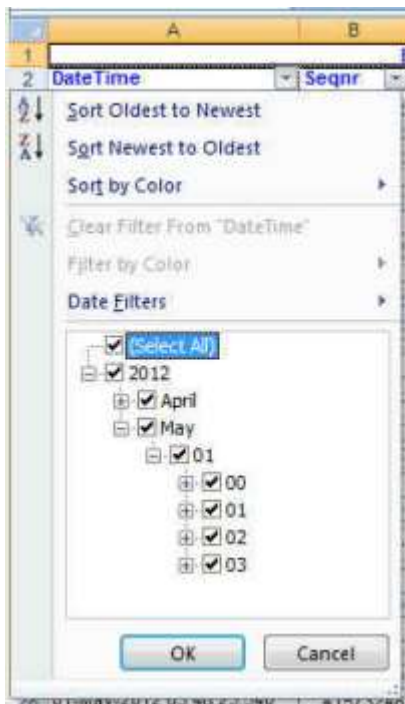 A B
1
2 DateTime Seqnr
Sort Oldest to Newest
Sort Newest to Oldest
Sort by Color
Clear Filter From "DateTime"
Filter by Color
Date Filters
(Select All)
2012
April
May
01
00
01
02
03
OK Cancel